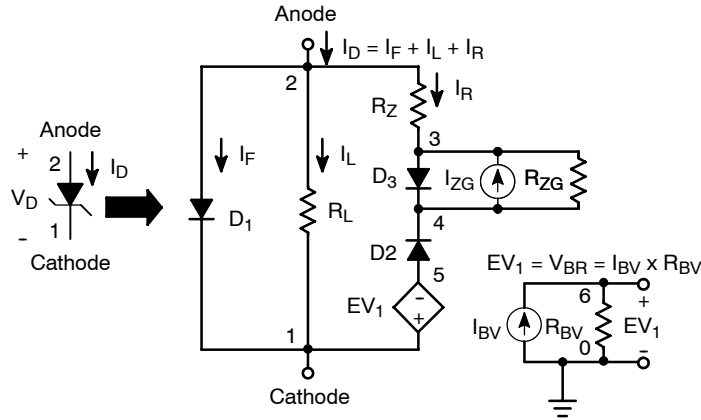 Anode
I_D = I_F + I_L + I_R
2
R_Z
I_R
3
Anode
+
2
I_D
I_F
I_L
D_3
I_ZG
R_ZG
V_D
D_1
R_L
4
1
-
Cathode
D2
5
EV_1 = V_BR = I_BV x R_BV
EV_1
-
+
6
+
I_BV
R_BV
EV_1
1
0
-
Cathode